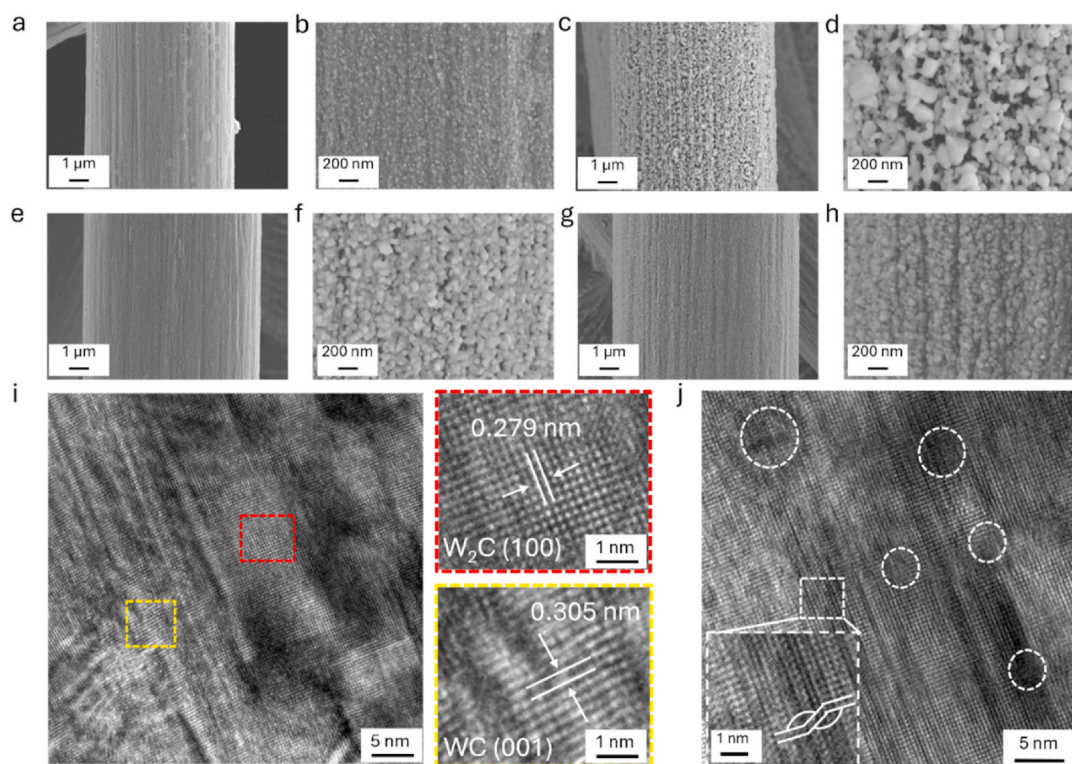 a
1 μm
b
200 nm
c
1 μm
d
200 nm
e
1 μm
f
200 nm
g
1 μm
h
200 nm
i
5 nm
0.279 nm
W₂C (100)
1 nm
0.305 nm
WC (001)
1 nm
j
1 nm
5 nm